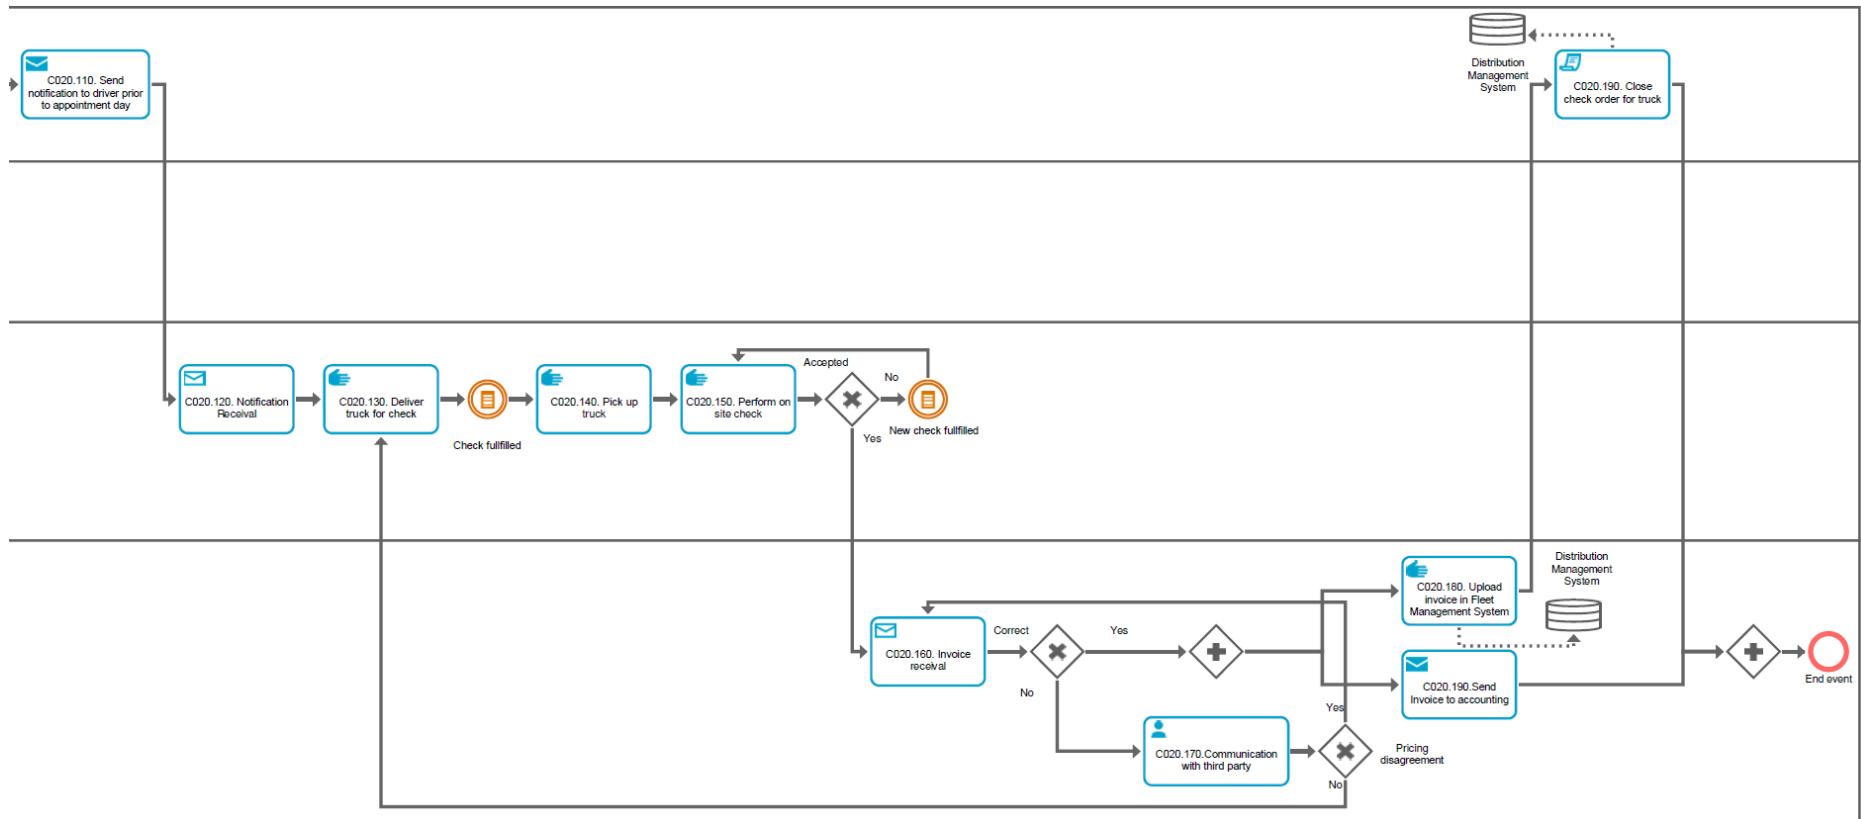 C020.110. Send
notification to driver prior
to appointment day
Distribution
Management
System
C020.190. Close
check order for truck
C020.120. Notification
Receival
C020.130. Deliver
truck for check
Check fullfilled
C020.140. Pick up
truck
C020.150. Perform on
site check
Accepted
No
Yes
New check fullfilled
C020.160. Invoice
receival
Correct
Yes
No
C020.170.Communication
with third party
Yes
No
Pricing
disagreement
C020.180. Upload
invoice in Fleet
Management System
Distribution
Management
System
C020.190.Send
Invoice to accounting
End event